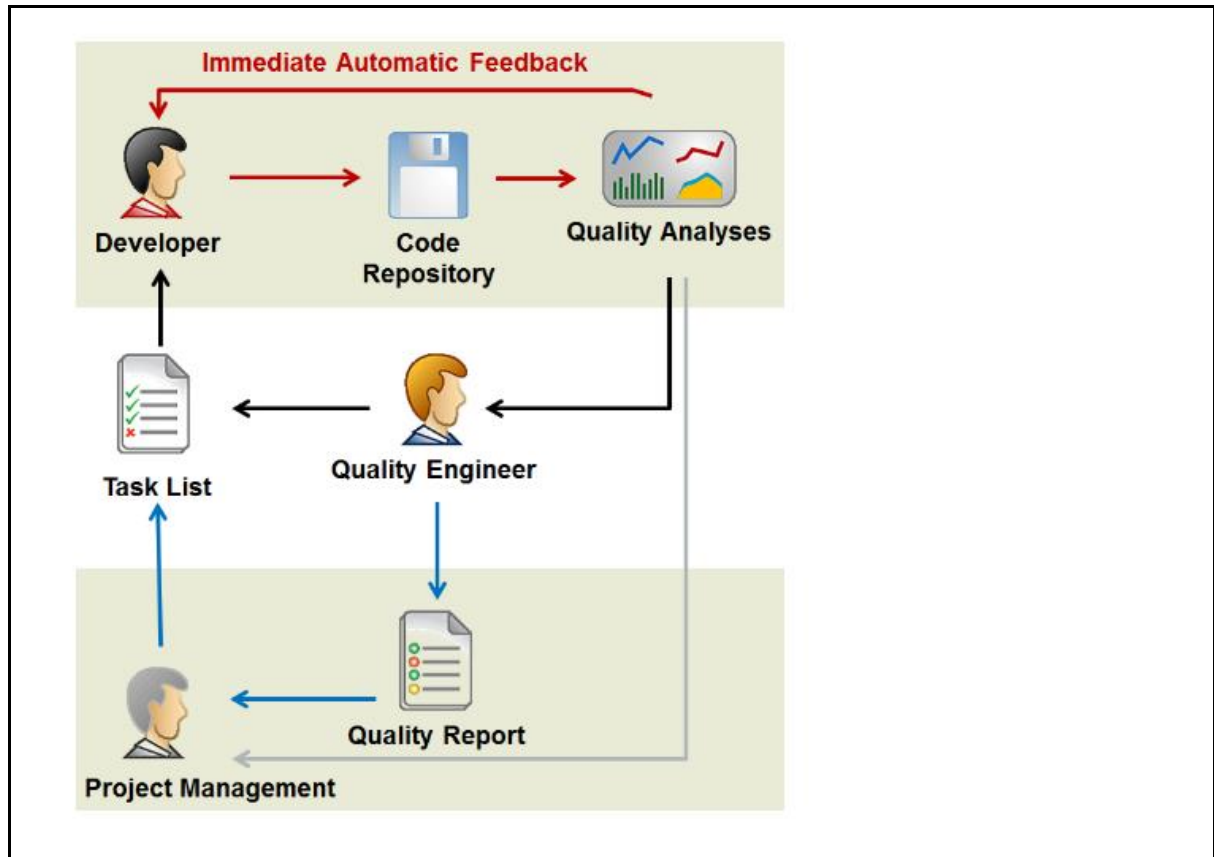 Immediate Automatic Feedback
Developer
Code
Repository
Quality Analyses
Task List
Quality Engineer
Quality Report
Project Management